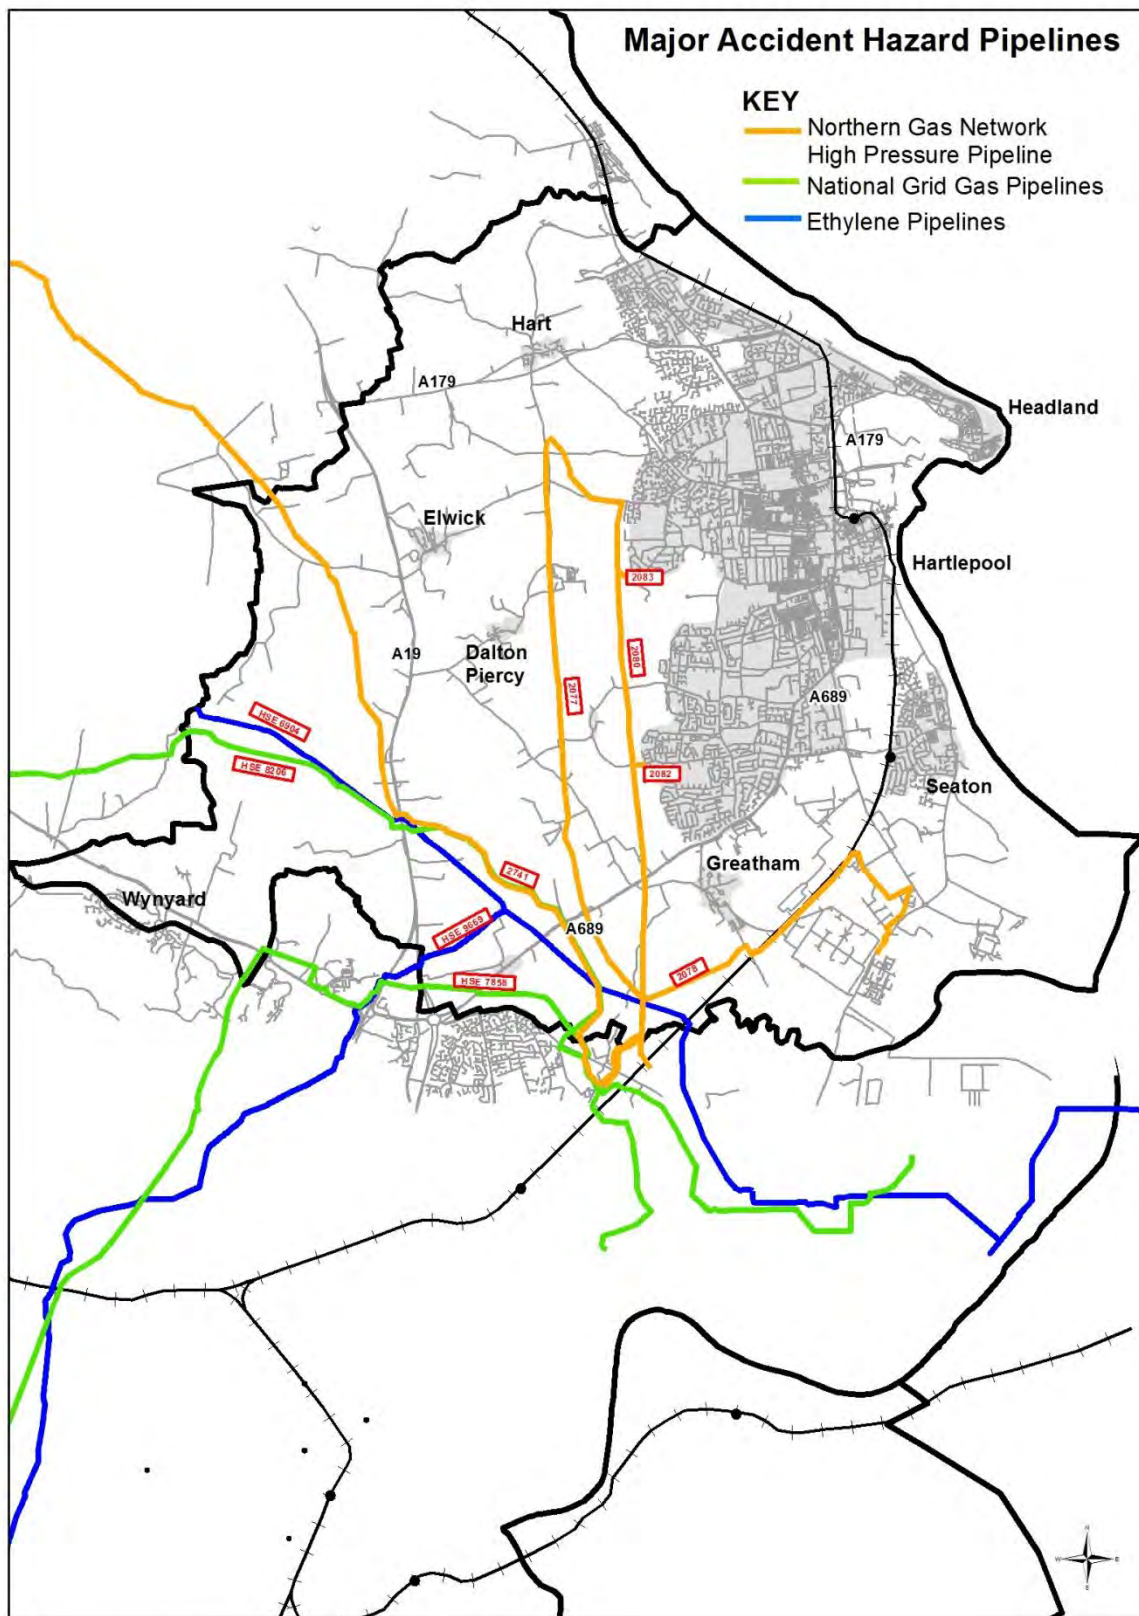 Major Accident Hazard Pipelines
KEY
Northern Gas Network
High Pressure Pipeline
National Grid Gas Pipelines
Ethylene Pipelines
Hart
A179
Headland
A179
Elwick
Hartlepool
2083
Dalton
Piercy
A19
2080
2077
A689
HSE 6904
HSE 8206
2082
Seaton
Greatham
2741
Wynyard
HSE 9659
A689
2078
HSE 7858
N
W
E
S